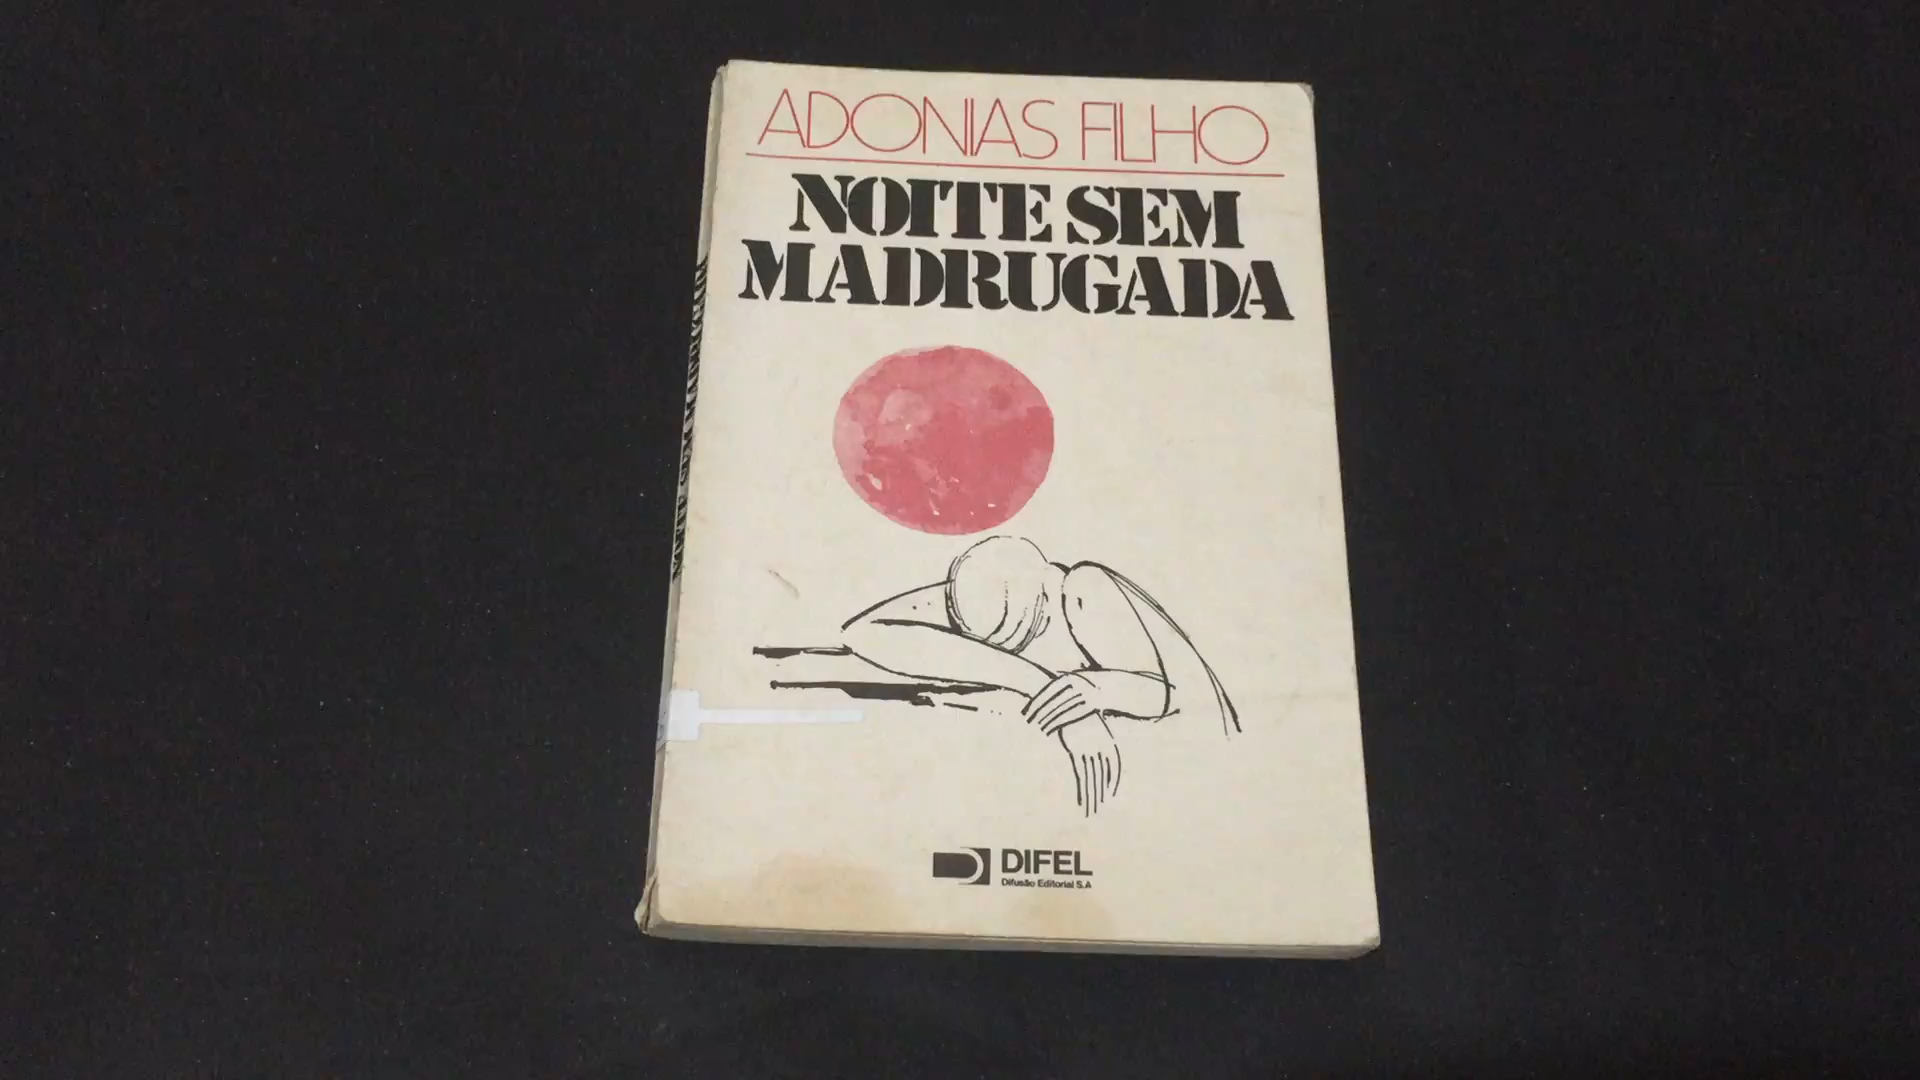 ADONIAS FILHO
NOITE SEM
MADRUGADA
DIFEL
Difusão Editorial S.A